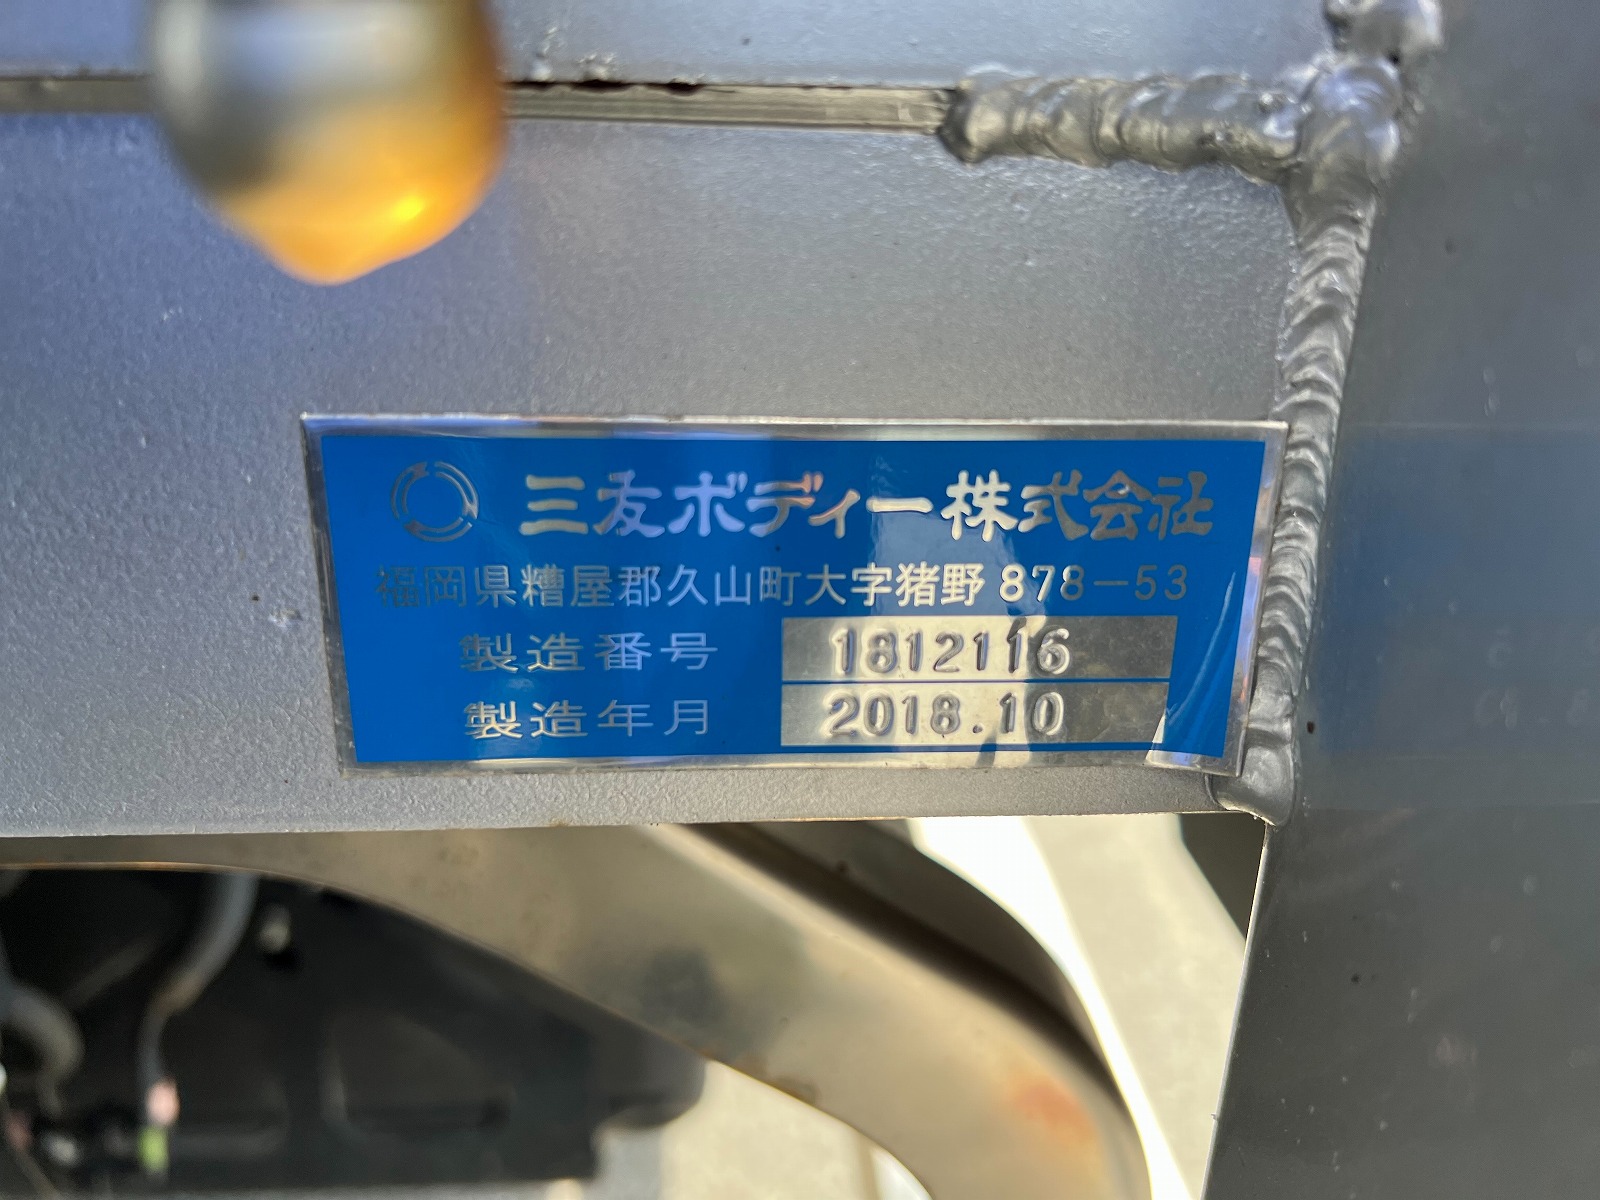 三友ボディー株式会社
福岡県糟屋郡久山町大字猪野 878-53
製造番号 1812116
製造年月 2018.10